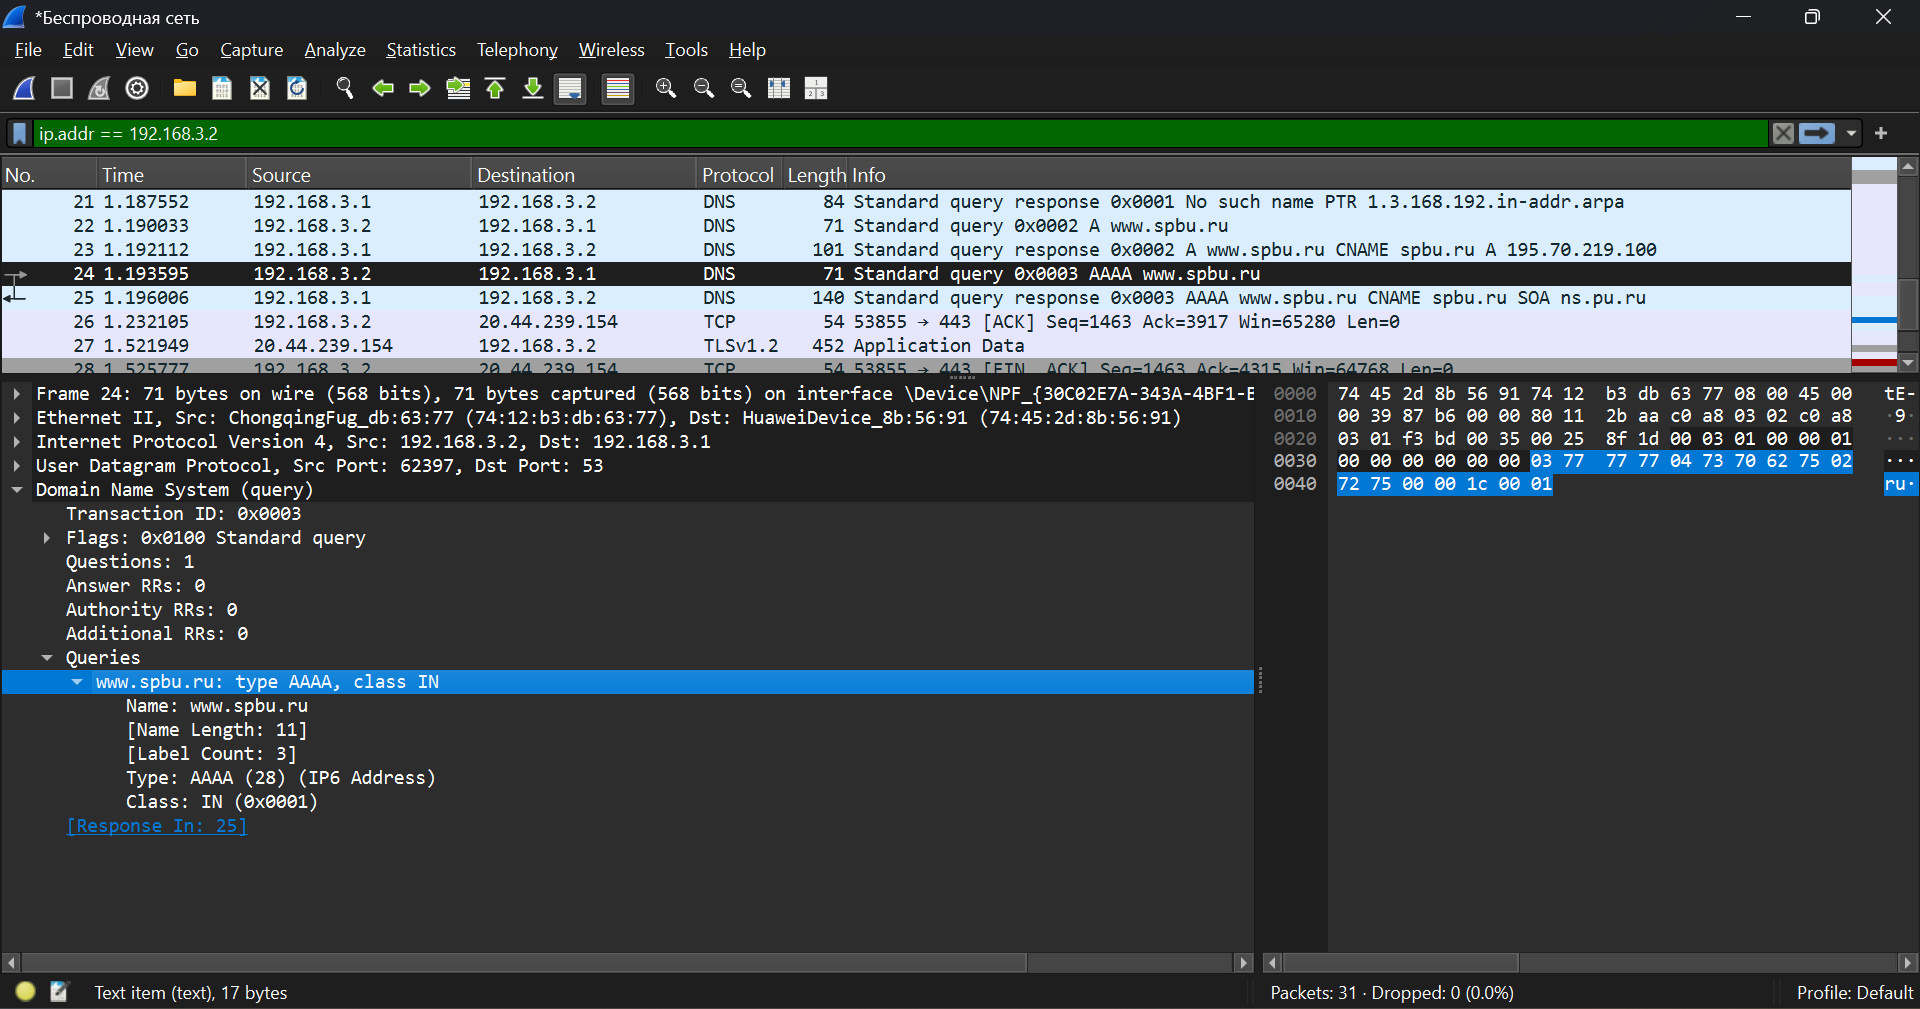 *Беспроводная сеть
File Edit View Go Capture Analyze Statistics Telephony Wireless Tools Help
ip.addr == 192.168.3.2
No. Time Source Destination Protocol Length Info
21 1.187552 192.168.3.1 192.168.3.2 DNS 84 Standard query response 0x0001 No such name PTR 1.3.168.192.in-addr.arpa
22 1.190033 192.168.3.2 192.168.3.1 DNS 71 Standard query 0x0002 A www.spbu.ru
23 1.192112 192.168.3.1 192.168.3.2 DNS 101 Standard query response 0x0002 A www.spbu.ru CNAME spbu.ru A 195.70.219.100
24 1.193595 192.168.3.2 192.168.3.1 DNS 71 Standard query 0x0003 AAAA www.spbu.ru
25 1.196006 192.168.3.1 192.168.3.2 DNS 140 Standard query response 0x0003 AAAA www.spbu.ru CNAME spbu.ru SOA ns.pu.ru
26 1.232105 192.168.3.2 20.44.239.154 TCP 54 53855 → 443 [ACK] Seq=1463 Ack=3917 Win=65280 Len=0
27 1.521949 20.44.239.154 192.168.3.2 TLSv1.2 452 Application Data
28 1.525777 192.168.3.2 20.44.239.154 TCP 54 53855 → 443 [FIN, ACK] Seq=1463 Ack=4315 Win=64768 Len=0
Frame 24: 71 bytes on wire (568 bits), 71 bytes captured (568 bits) on interface \Device\NPF_{30C02E7A-343A-4BF1-E
Ethernet II, Src: ChongqingFug_db:63:77 (74:12:b3:db:63:77), Dst: HuaweiDevice_8b:56:91 (74:45:2d:8b:56:91)
Internet Protocol Version 4, Src: 192.168.3.2, Dst: 192.168.3.1
User Datagram Protocol, Src Port: 62397, Dst Port: 53
Domain Name System (query)
Transaction ID: 0x0003
Flags: 0x0100 Standard query
Questions: 1
Answer RRs: 0
Authority RRs: 0
Additional RRs: 0
Queries
www.spbu.ru: type AAAA, class IN
Name: www.spbu.ru
[Name Length: 11]
[Label Count: 3]
Type: AAAA (28) (IP6 Address)
Class: IN (0x0001)
[Response In: 25]
0000 74 45 2d 8b 56 91 74 12 b3 db 63 77 08 00 45 00 tE-
0010 00 39 87 b6 00 00 80 11 2b aa c0 a8 03 02 c0 a8 ·9·
0020 03 01 f3 bd 00 35 00 25 8f 1d 00 03 01 00 00 01 ···
0030 00 00 00 00 00 00 03 77 77 77 04 73 70 62 75 02 ···
0040 72 75 00 00 1c 00 01 ru·
Text item (text), 17 bytes
Packets: 31 · Dropped: 0 (0.0%)
Profile: Default